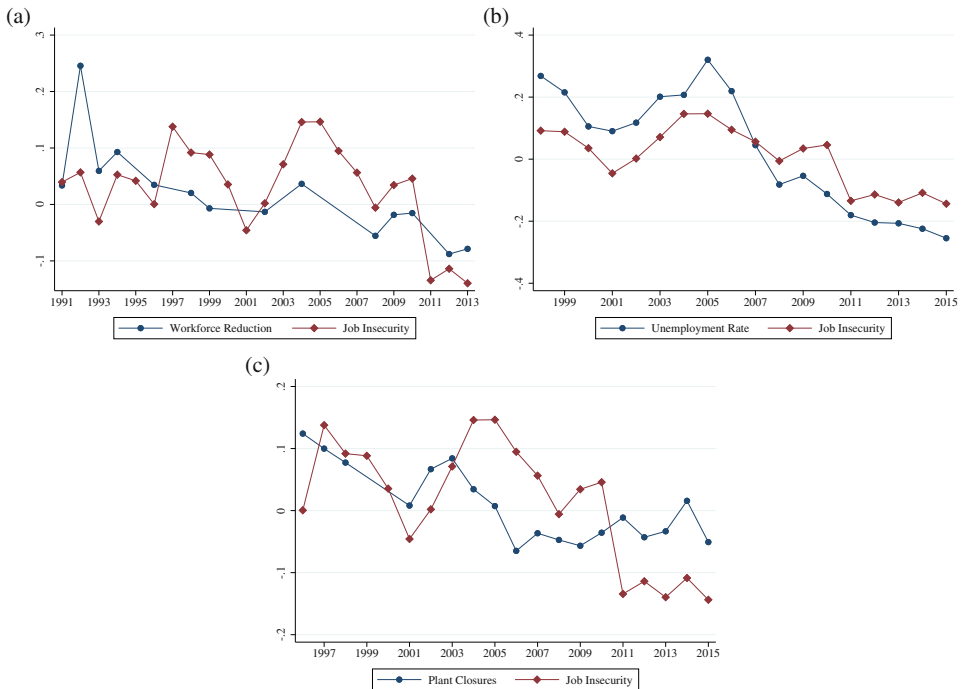 (a)
.3
.2
.1
0
-.1
1991 1993 1995 1997 1999 2001 2003 2005 2007 2009 2011 2013
Workforce Reduction Job Insecurity
(b)
.4
.2
0
-.2
-.4
1999 2001 2003 2005 2007 2009 2011 2013 2015
Unemployment Rate Job Insecurity
(c)
.2
.1
0
-.1
-.2
1997 1999 2001 2003 2005 2007 2009 2011 2013 2015
Plant Closures Job Insecurity